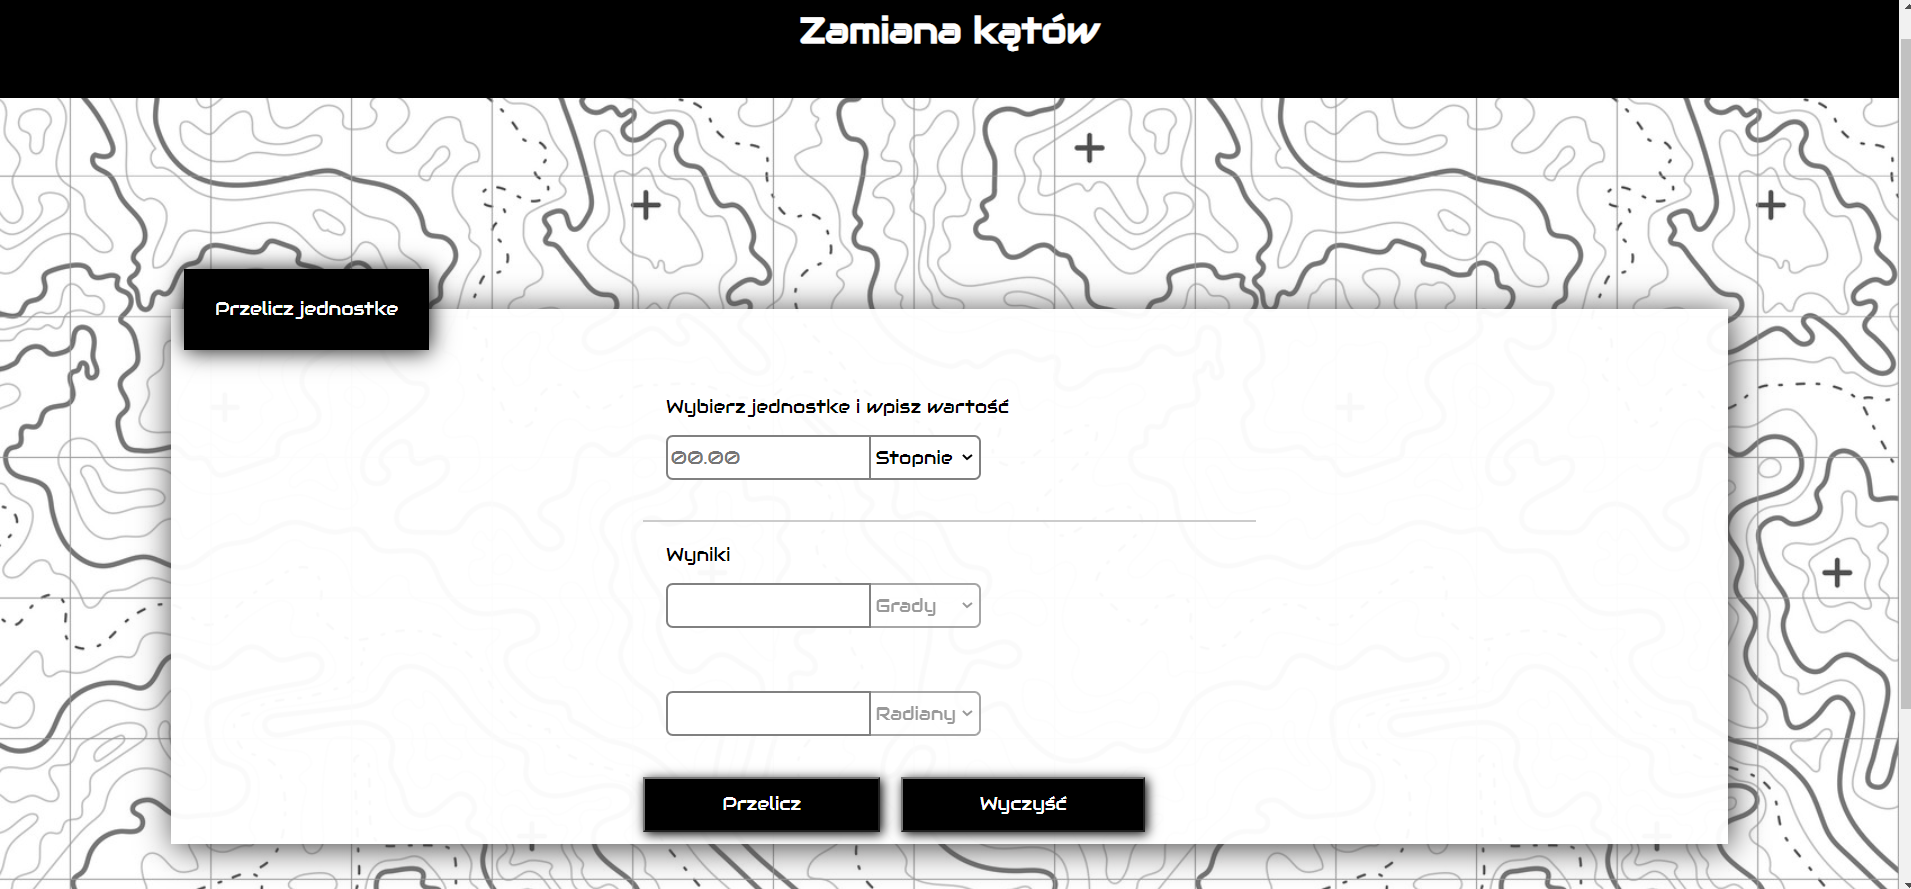 Zamiana kątów
Przelicz jednostke
Wybierz jednostke i wpisz wartość
00.00 Stopnie
Wyniki
Grady
Radiany
Przelicz Wyczyść